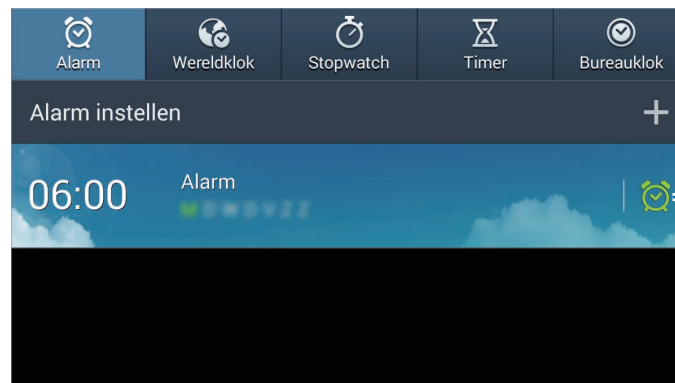 Alarm
Wereldklok
Stopwatch
Timer
Bureauklok
Alarm instellen
06:00
Alarm